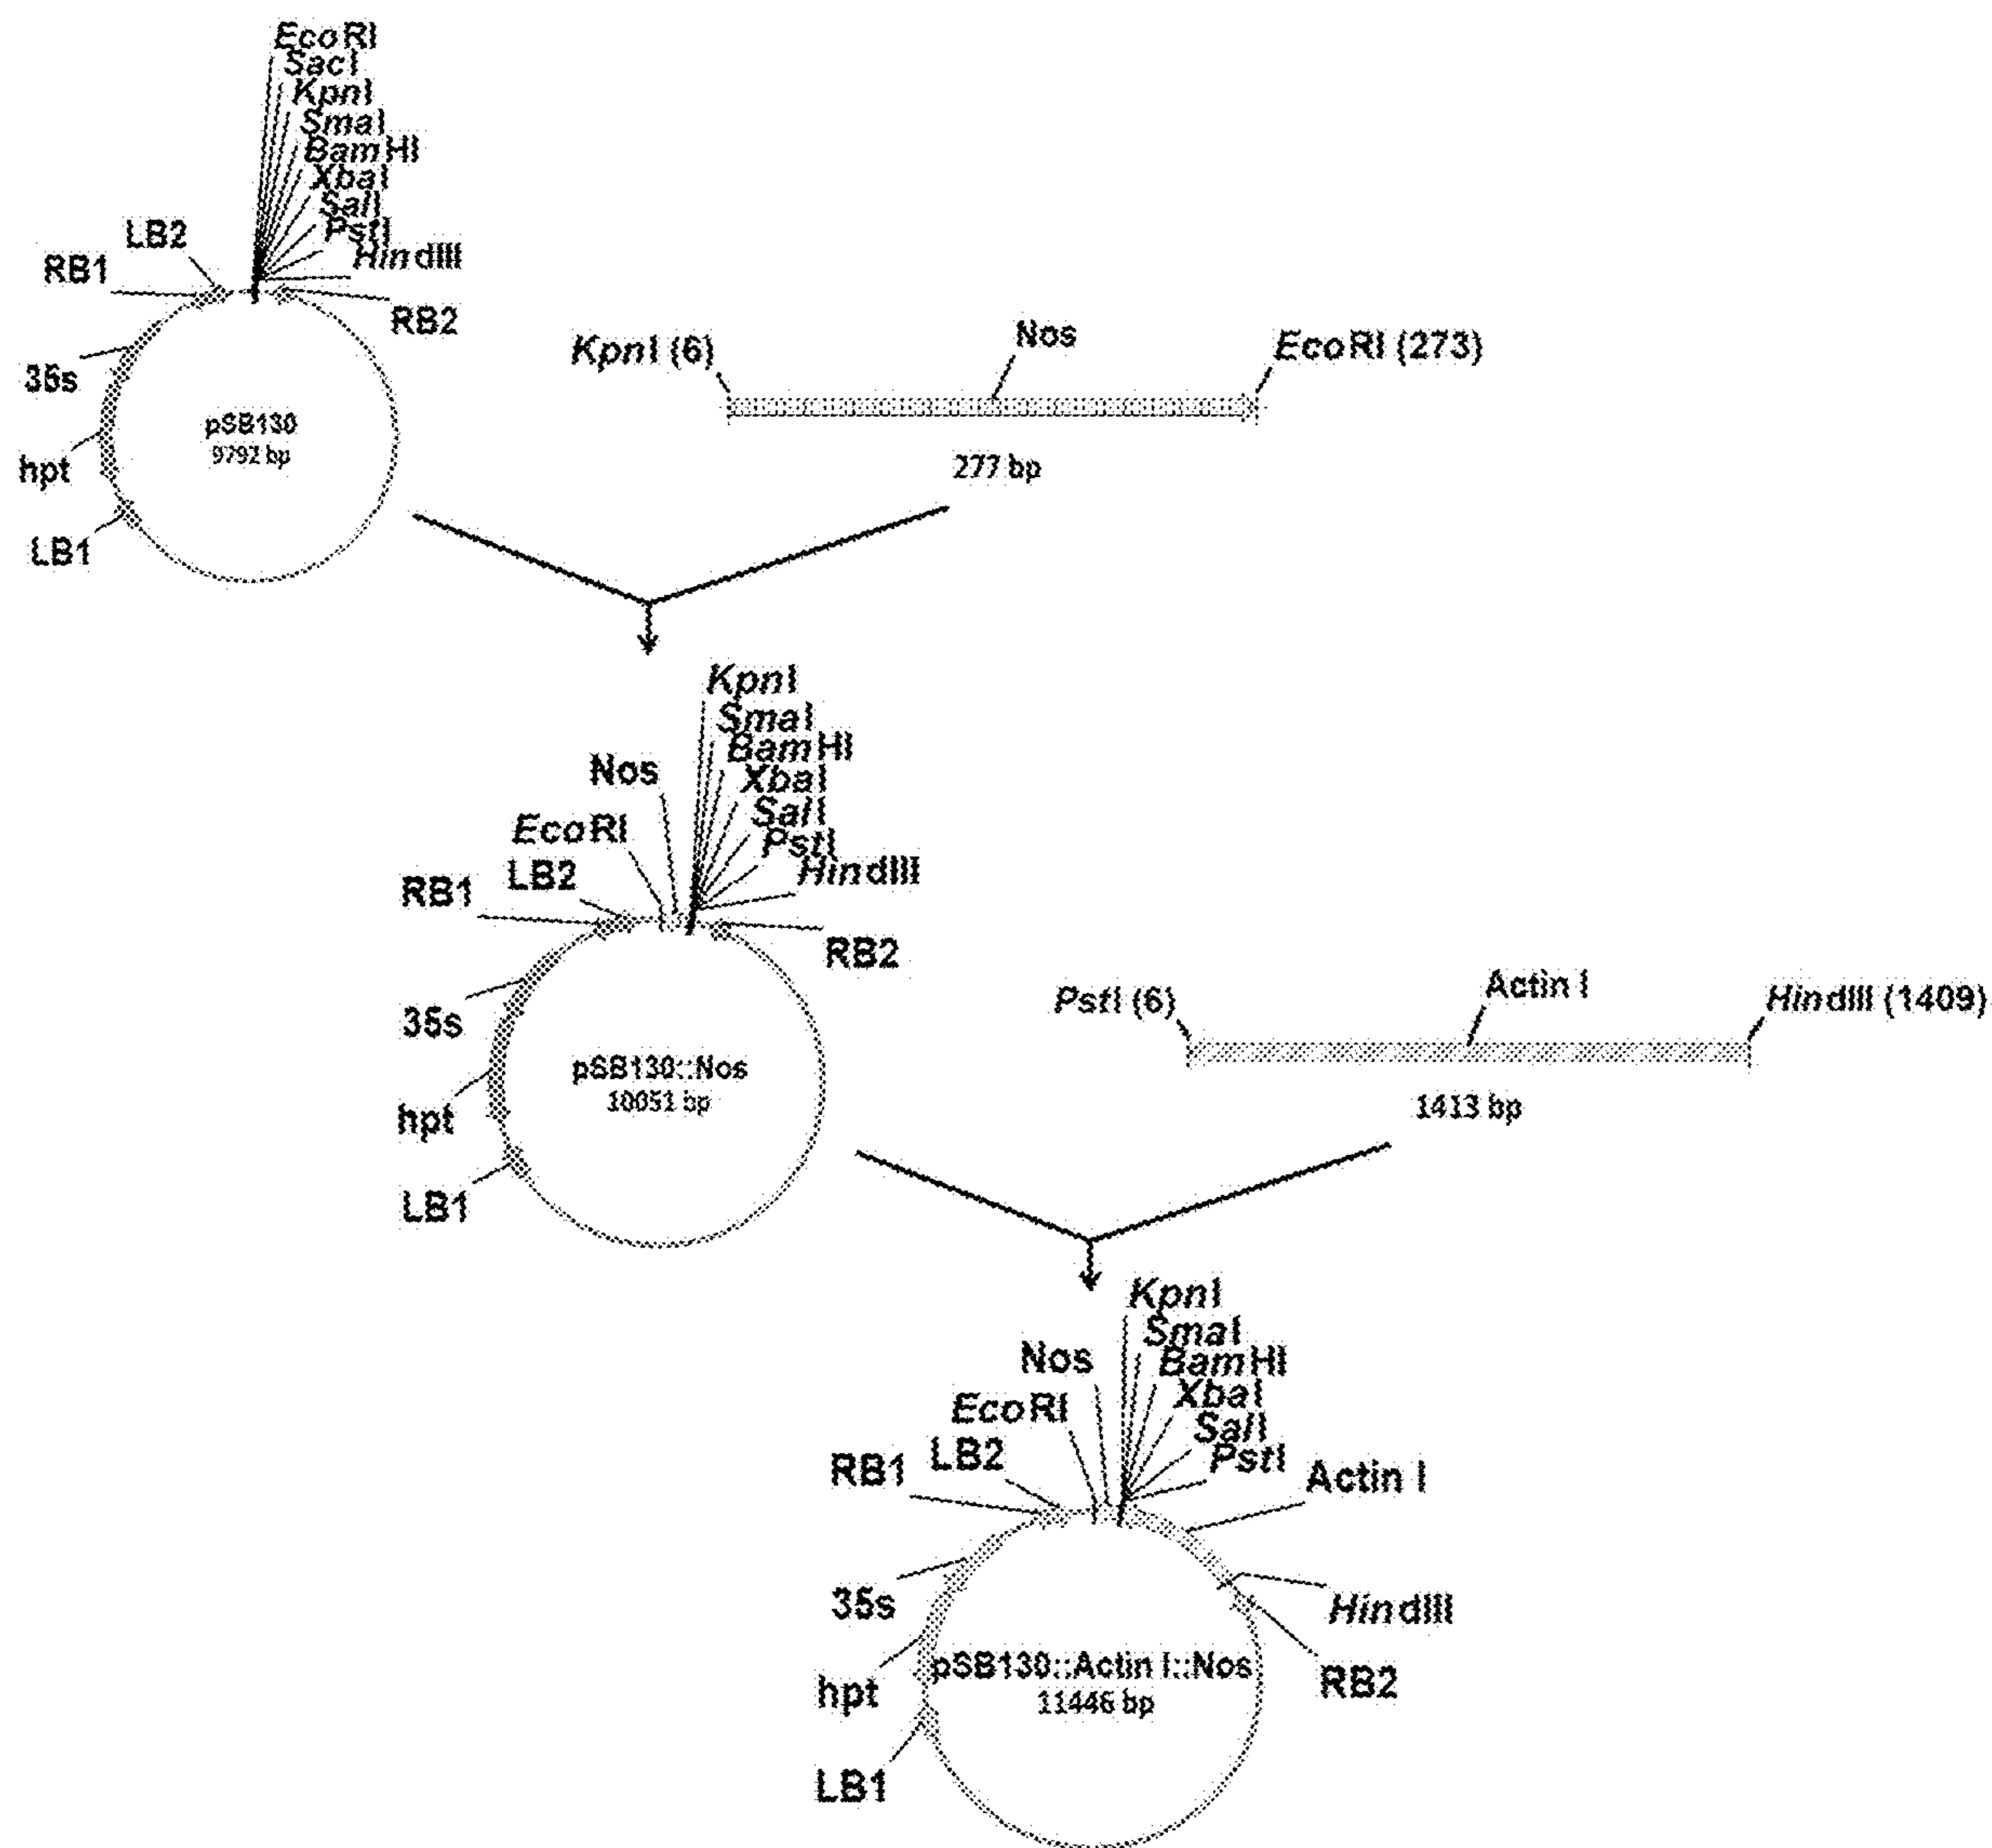 EcoRI
SacI
KpnI
SmaI
BamHI
XbaI
SalI
PstI
HindIII
LB2
RB1
RB2
35s
hpt
LB1
pSB130
9792 bp
KpnI (6)
Nos
EcoRI (273)
277 bp
KpnI
SmaI
BamHI
XbaI
SalI
PstI
HindIII
Nos
EcoRI
LB2
RB1
RB2
35s
hpt
LB1
pSB130::Nos
10051 bp
PstI (6)
Actin I
HindIII (1409)
1413 bp
KpnI
SmaI
BamHI
XbaI
SalI
PstI
Nos
EcoRI
LB2
RB1
Actin I
HindIII
RB2
35s
hpt
LB1
pSB130::Actin I::Nos
11446 bp